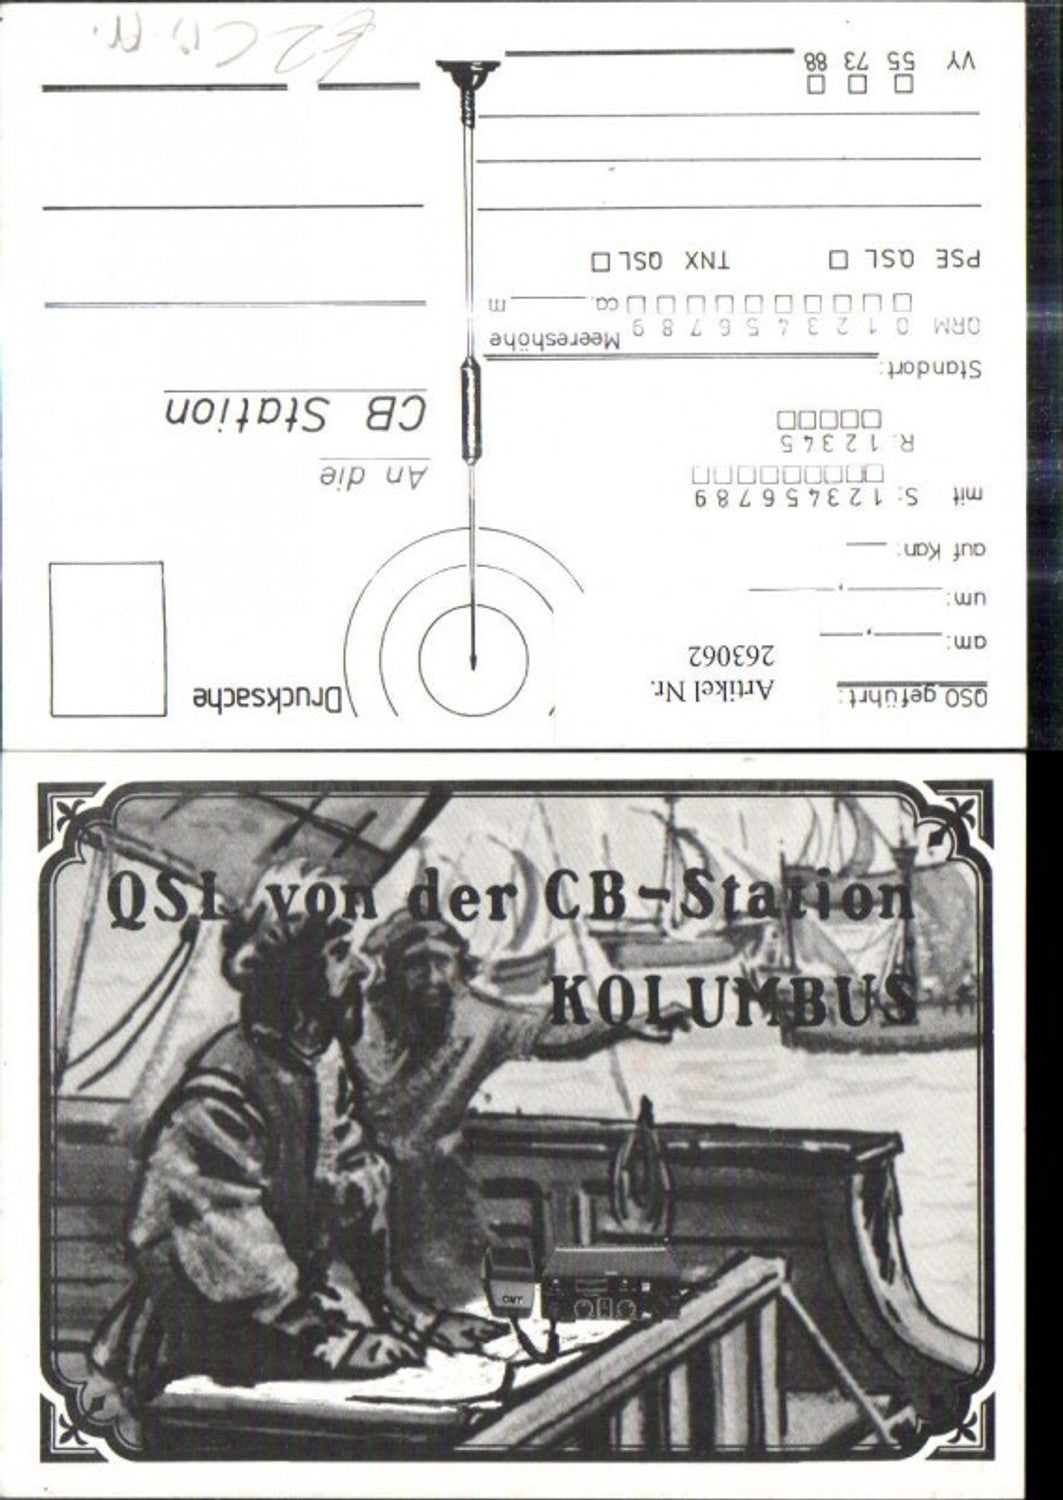 QSO geführt:
am:
um:
auf Kan:
mit S: 1 2 3 4 5 6 7 8 9
R: 1 2 3 4 5
Standort:
QRM 0 1 2 3 4 5 6 7 8 9 Meereshöhe
ca. m
PSE QSL TNX QSL
VY 55 73 88
Artikel Nr.
263062
Drucksache
An die
CB Station
QSL von der CB-Station
KOLUMBUS